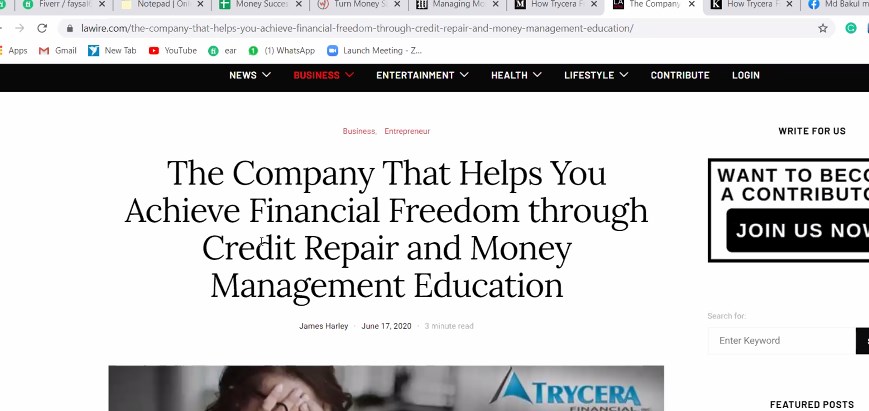 Fiverr / faysal
Notepad | Onl
Money Succes
Turn Money S
Managing Mo
How Trycera F
The Company
How Trycera F
Md Bakul m
lawire.com/the-company-that-helps-you-achieve-financial-freedom-through-credit-repair-and-money-management-education/
Apps Gmail New Tab YouTube ear (1) WhatsApp Launch Meeting - Z...
NEWS BUSINESS ENTERTAINMENT HEALTH LIFESTYLE CONTRIBUTE LOGIN
Business, Entrepreneur
The Company That Helps You
Achieve Financial Freedom through
Credit Repair and Money
Management Education
James Harley · June 17, 2020 · 3 minute read
TRYCERA
FINANCIAL
WRITE FOR US
WANT TO BECO
A CONTRIBUTO
JOIN US NOW
Search for:
Enter Keyword
FEATURED POSTS